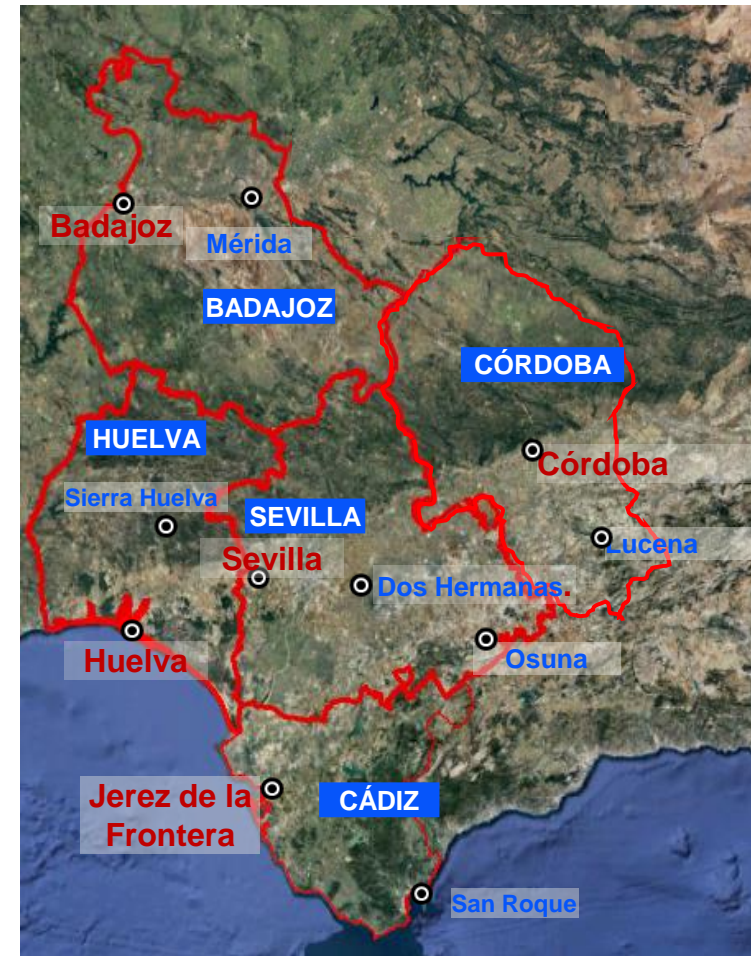 Badajoz
Mérida
BADAJOZ
CÓRDOBA
HUELVA
Córdoba
Sierra Huelva
SEVILLA
Lucena
Sevilla
Dos Hermanas.
Huelva
Osuna
Jerez de la
Frontera
CÁDIZ
San Roque